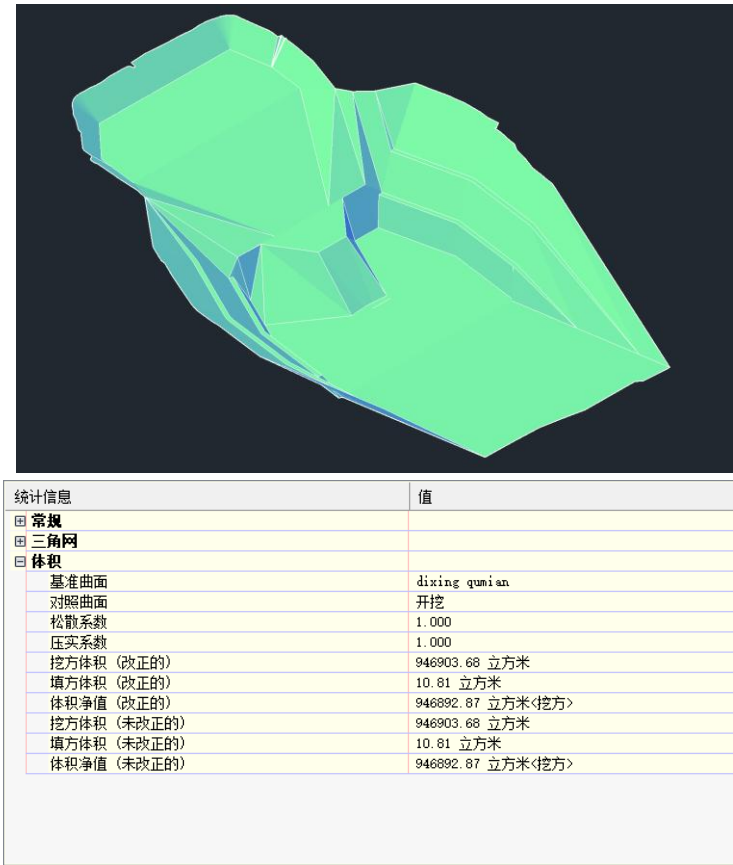 统计信息 值
常规
三角网
体积
基准曲面 dixing qumian
对照曲面 开挖
松散系数 1.000
压实系数 1.000
挖方体积 (改正的) 946903.68 立方米
填方体积 (改正的) 10.81 立方米
体积净值 (改正的) 946892.87 立方米<挖方>
挖方体积 (未改正的) 946903.68 立方米
填方体积 (未改正的) 10.81 立方米
体积净值 (未改正的) 946892.87 立方米<挖方>